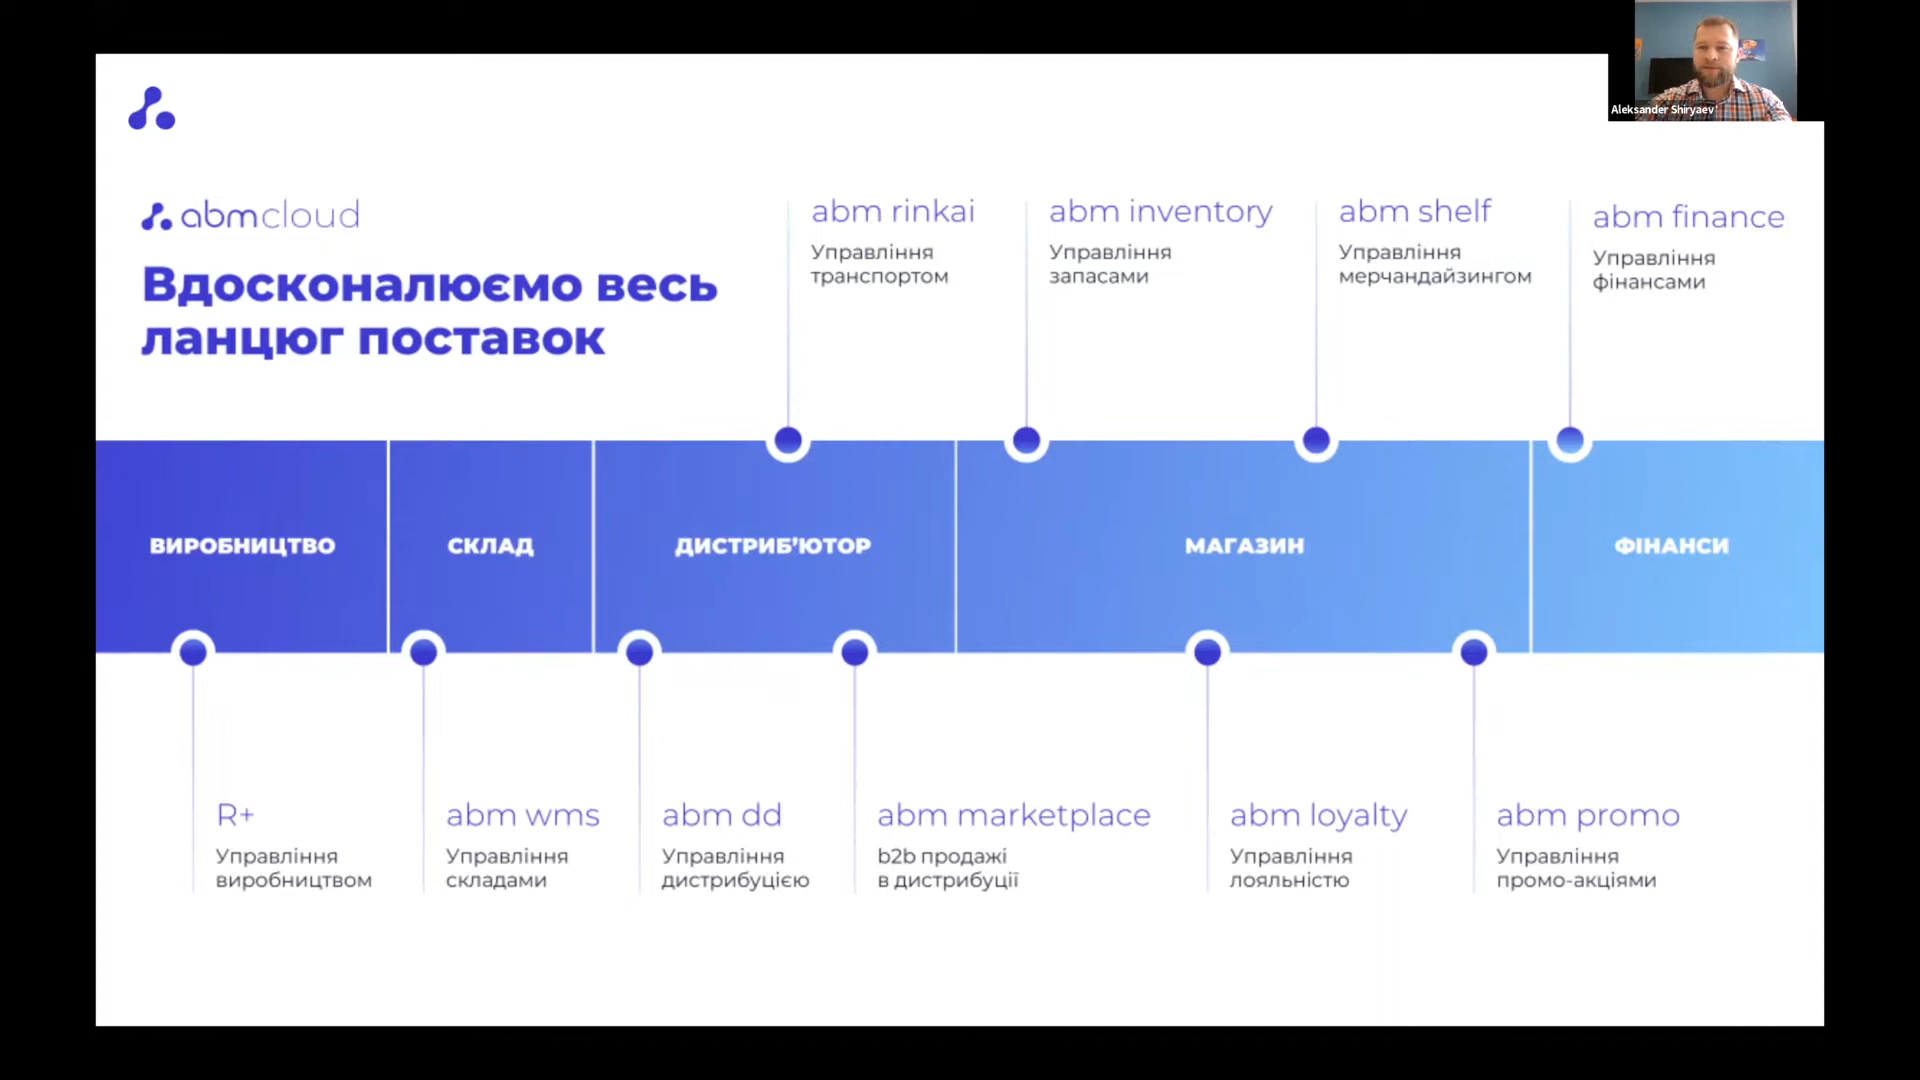 Aleksander Shiryaev
abmcloud
Вдосконалюємо весь
ланцюг поставок
abm rinkai
Управління
транспортом
abm inventory
Управління
запасами
abm shelf
Управління
мерчандайзингом
abm finance
Управління
фінансами
ВИРОБНИЦТВО
СКЛАД
ДИСТРИБ’ЮТОР
МАГАЗИН
ФІНАНСИ
R+
Управління
виробництвом
abm wms
Управління
складами
abm dd
Управління
дистрибуцією
abm marketplace
b2b продажі
в дистрибуції
abm loyalty
Управління
лояльністю
abm promo
Управління
промо-акціями